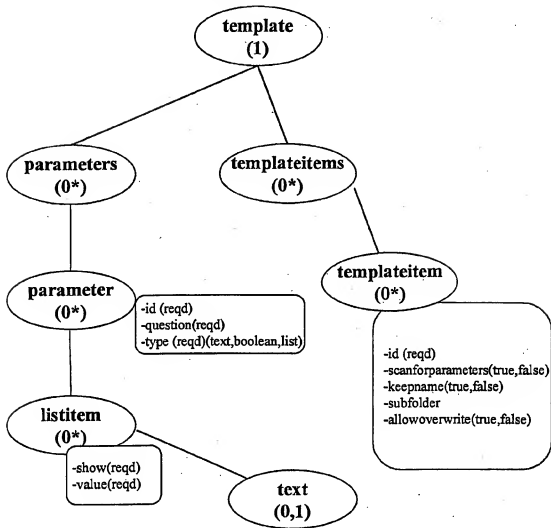 template
(1)
parameters
(0*)
templateitems
(0*)
parameter
(0*)
-id (reqd)
-question(reqd)
-type (reqd)(text,boolean,list)
templateitem
(0*)
-id (reqd)
-scanforparameters(true,false)
-keepname(true,false)
-subfolder
-allowoverwrite(true,false)
listitem
(0*)
-show(reqd)
-value(reqd)
text
(0,1)